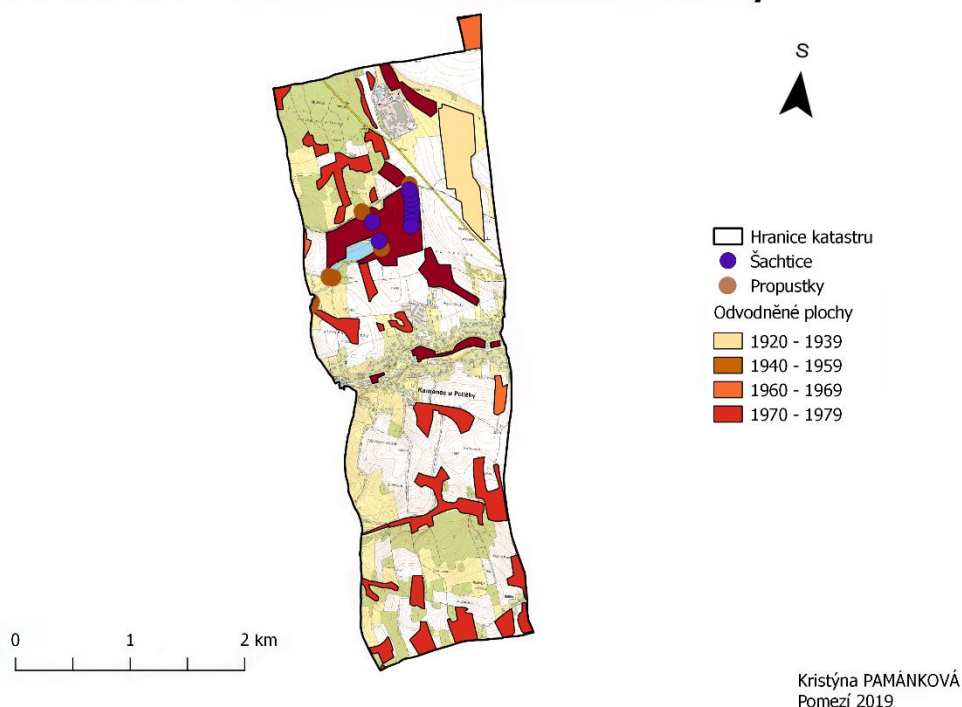 S
Hranice katastru
Šachtice
Propustky
Odvodněné plochy
1920 - 1939
1940 - 1959
1960 - 1969
1970 - 1979
Kamenec u Poličky
0 1 2 km
Kristýna PAMÁNKOVÁ
Pomezí 2019